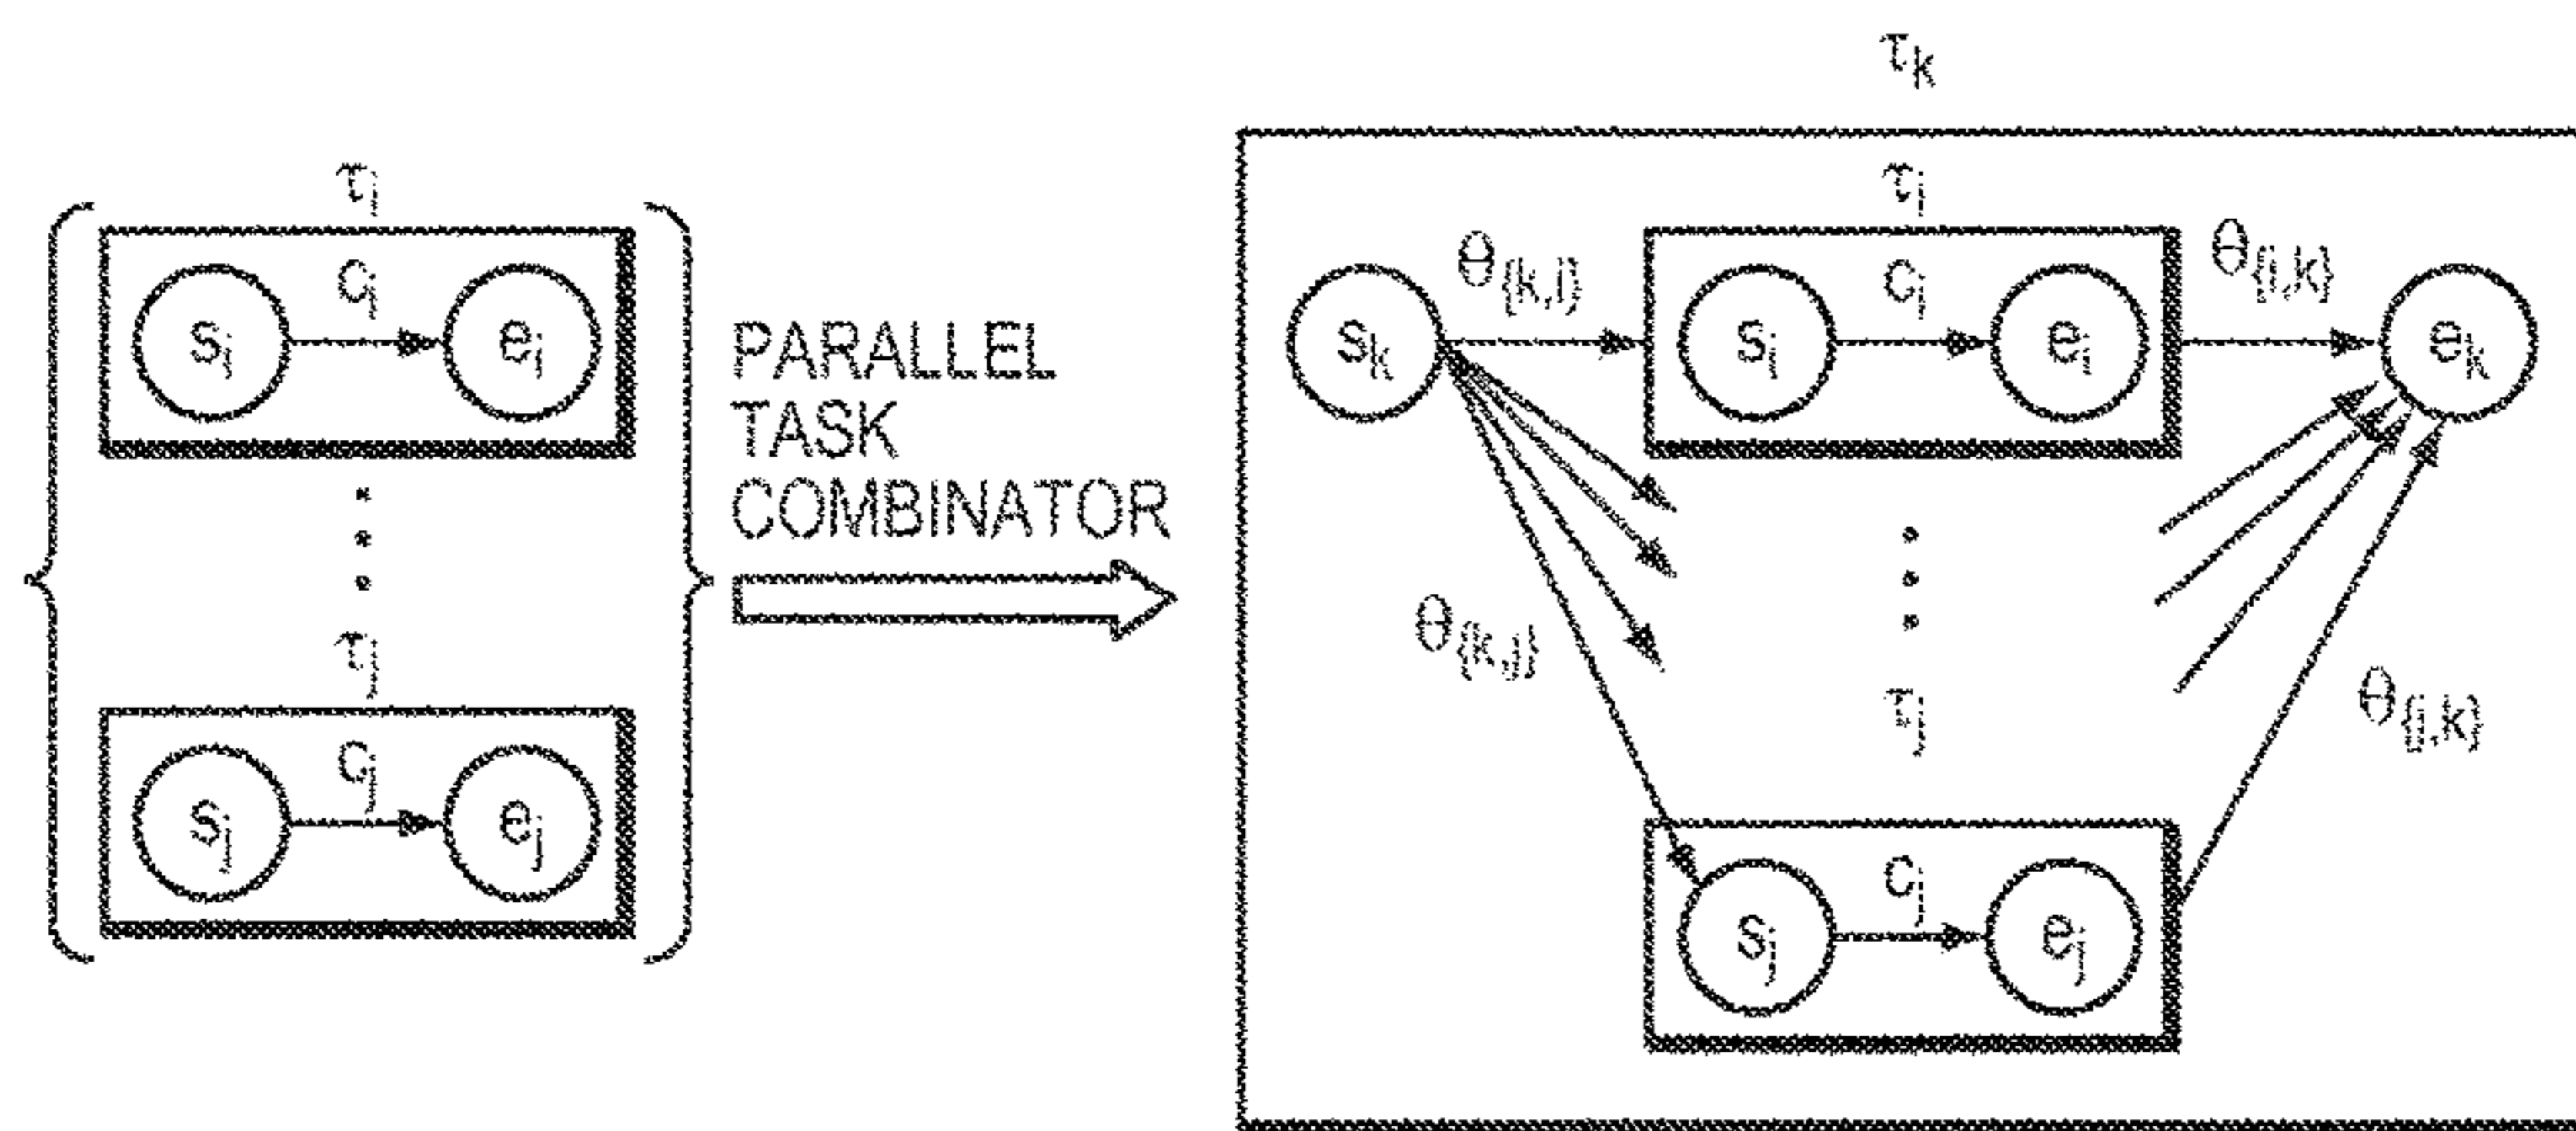 τi
ci
si
ei
τj
cj
sj
ej
PARALLEL
TASK
COMBINATOR
τk
τi
θ{k,i}
ci
θ{i,k}
sk
si
ei
ek
θ{k,j}
τj
θ{j,k}
cj
sj
ej